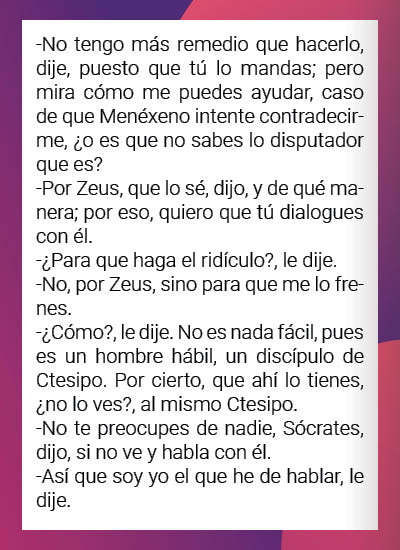 -No tengo más remedio que hacerlo,
dije, puesto que tú lo mandas; pero
mira cómo me puedes ayudar, caso
de que Menéxeno intente contradecir-
me, ¿o es que no sabes lo disputador
que es?
-Por Zeus, que lo sé, dijo, y de qué ma-
nera; por eso, quiero que tú dialogues
con él.
-¿Para que haga el ridículo?, le dije.
-No, por Zeus, sino para que me lo fre-
nes.
-¿Cómo?, le dije. No es nada fácil, pues
es un hombre hábil, un discípulo de
Ctesipo. Por cierto, que ahí lo tienes,
¿no lo ves?, al mismo Ctesipo.
-No te preocupes de nadie, Sócrates,
dijo, si no ve y habla con él.
-Así que soy yo el que he de hablar, le
dije.